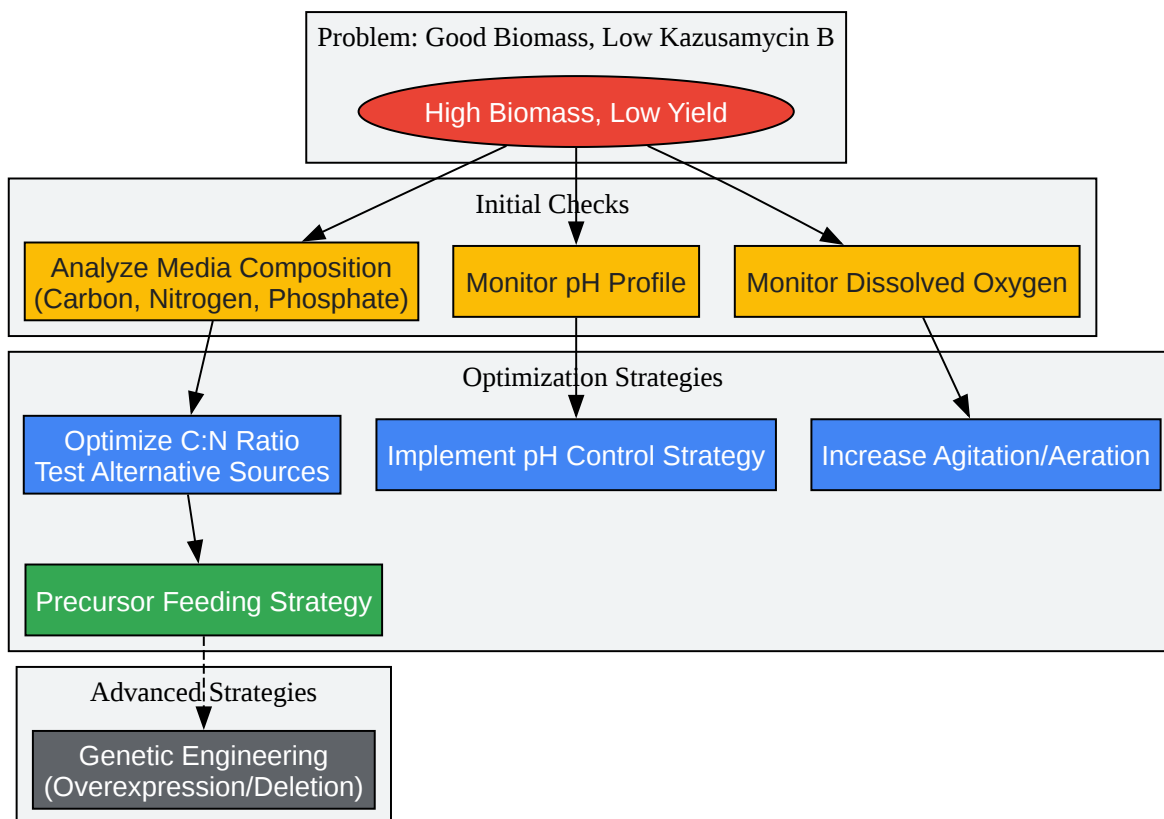 Problem: Good Biomass, Low Kazusamycin B
High Biomass, Low Yield
Initial Checks
Analyze Media Composition
(Carbon, Nitrogen, Phosphate)
Monitor pH Profile
Monitor Dissolved Oxygen
Optimization Strategies
Optimize C:N Ratio
Test Alternative Sources
Implement pH Control Strategy
Increase Agitation/Aeration
Precursor Feeding Strategy
Advanced Strategies
Genetic Engineering
(Overexpression/Deletion)